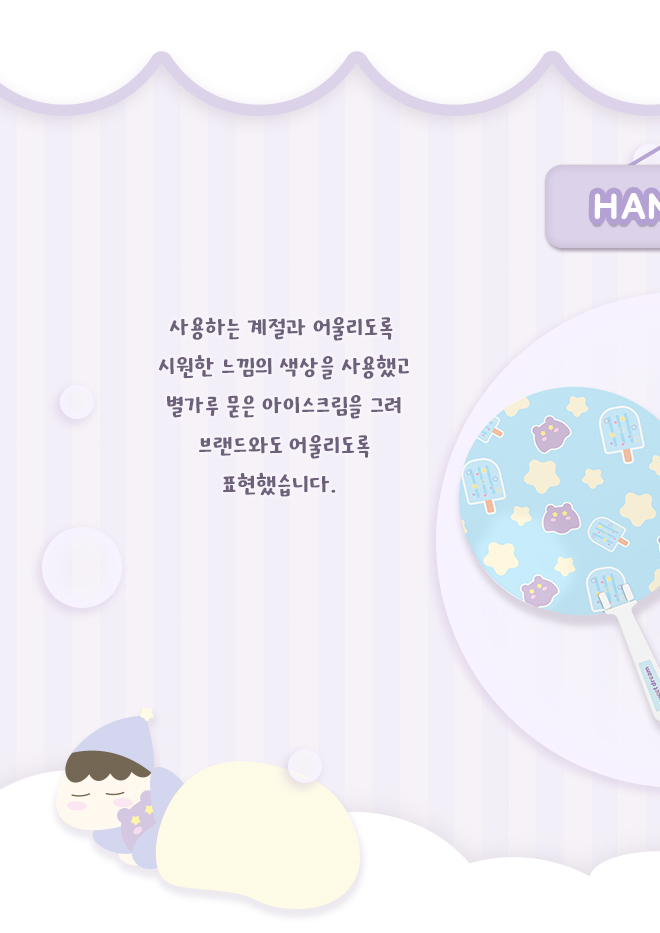 HAN
사용하는 계절과 어울리도록
시원한 느낌의 색상을 사용했고
별가루 묻은 아이스크림을 그려
브랜드와도 어울리도록
표현했습니다.